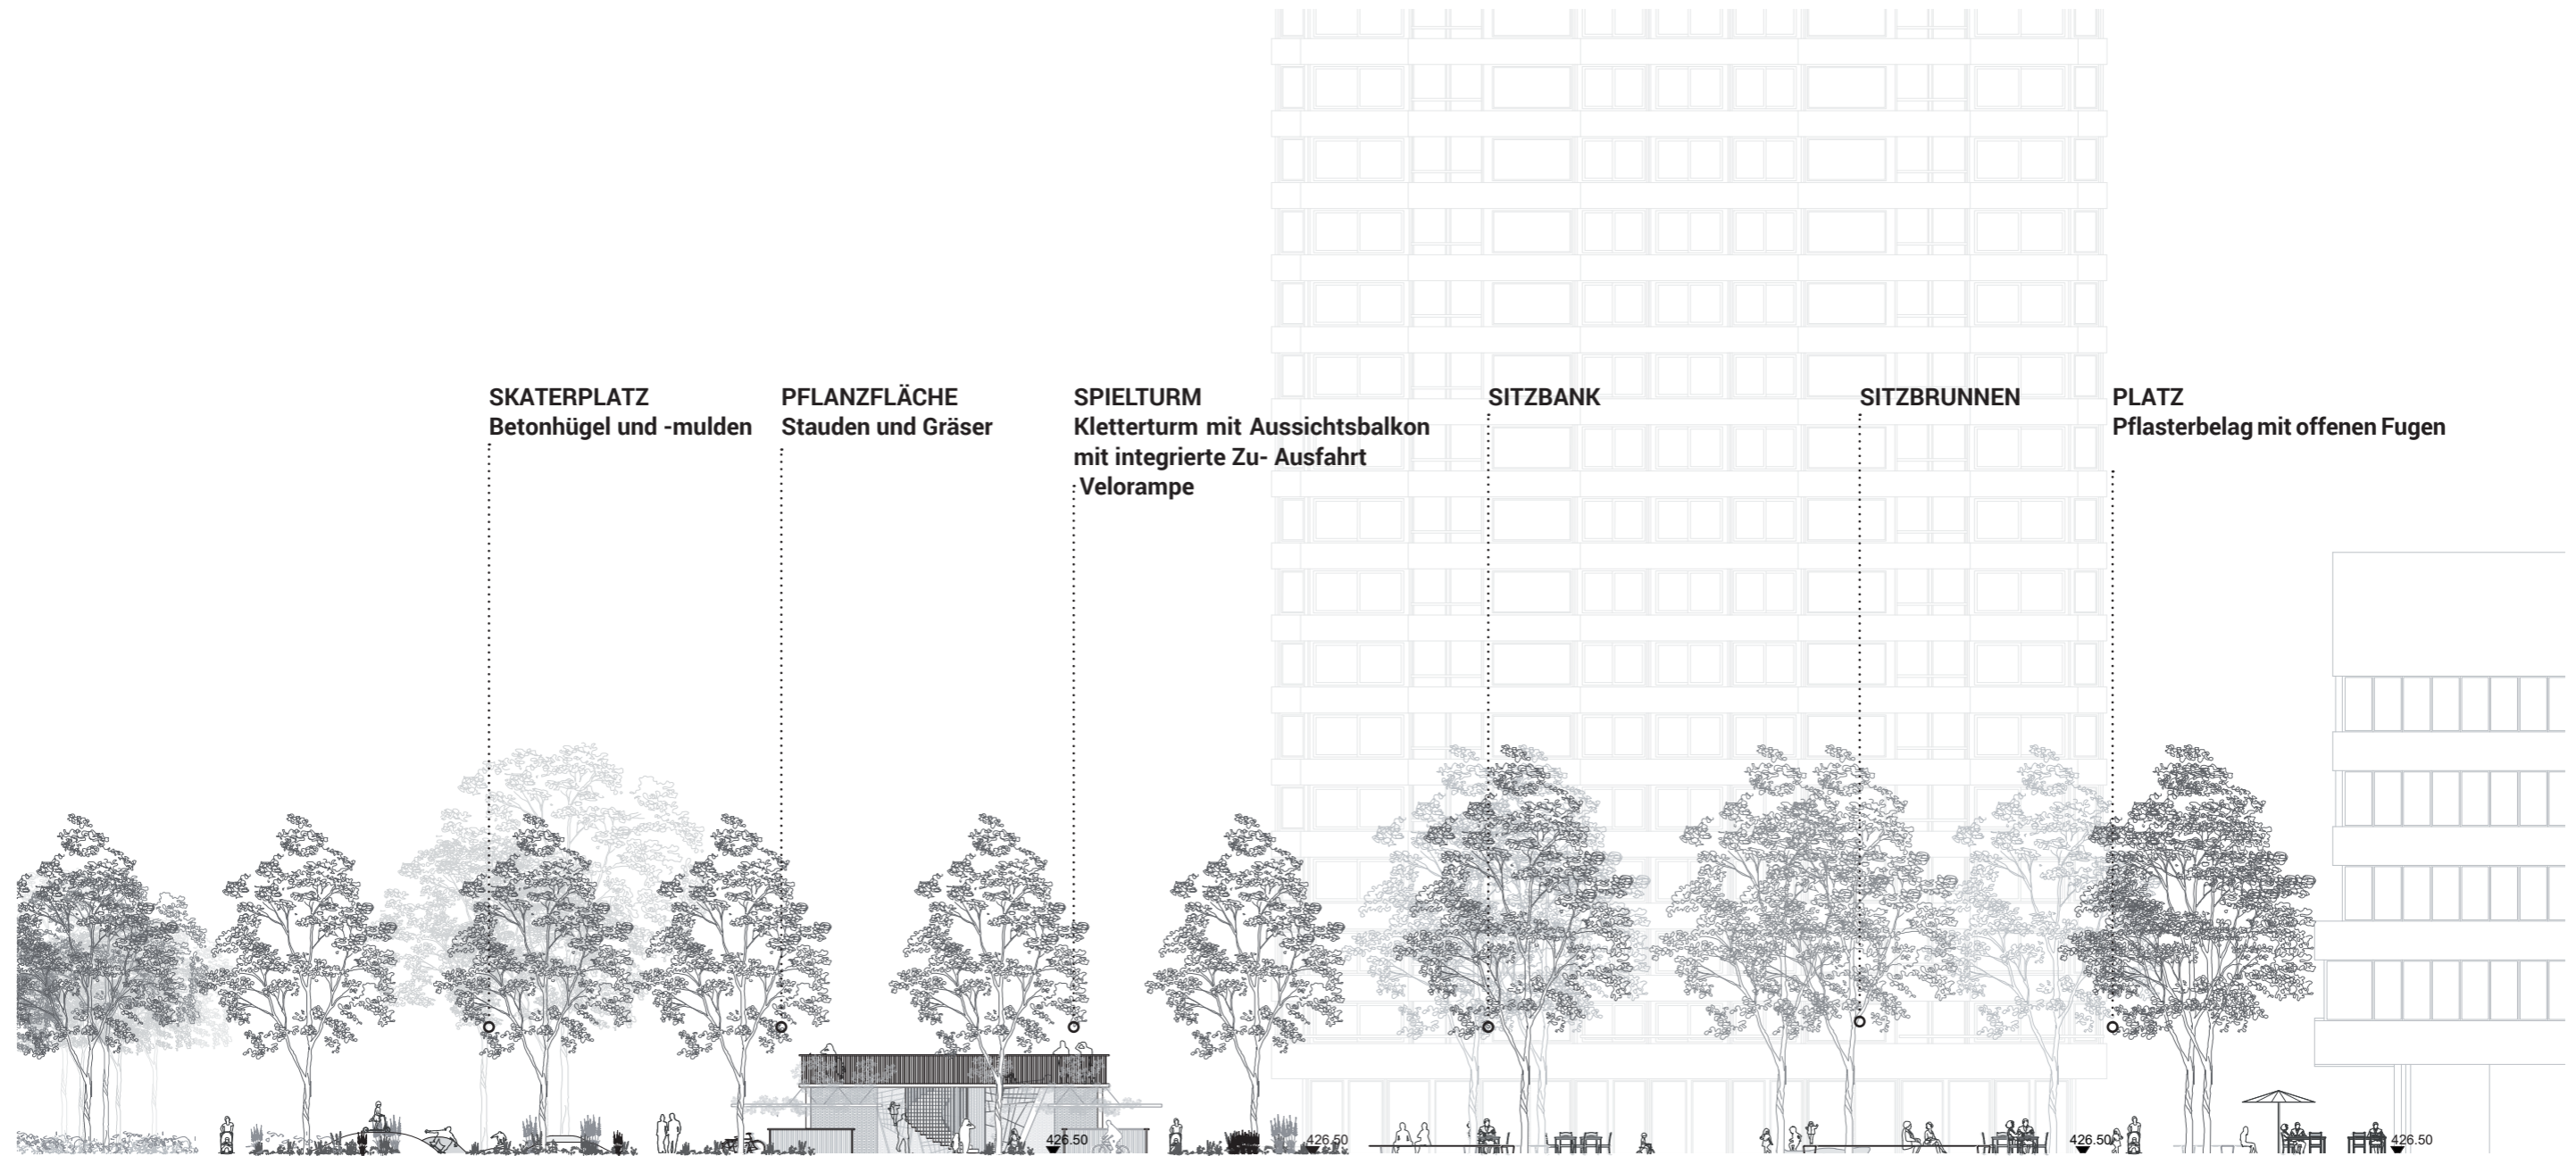 SKATERPLATZ
Betonhügel und -mulden
PFLANZFLÄCHE
Stauden und Gräser
SPIELTURM
Kletterturm mit Aussichtsbalkon
mit integrierte Zu- Ausfahrt
Velorampe
SITZBANK
SITZBRUNNEN
PLATZ
Pflasterbelag mit offenen Fugen
426.50
426.50
426.50
426.50